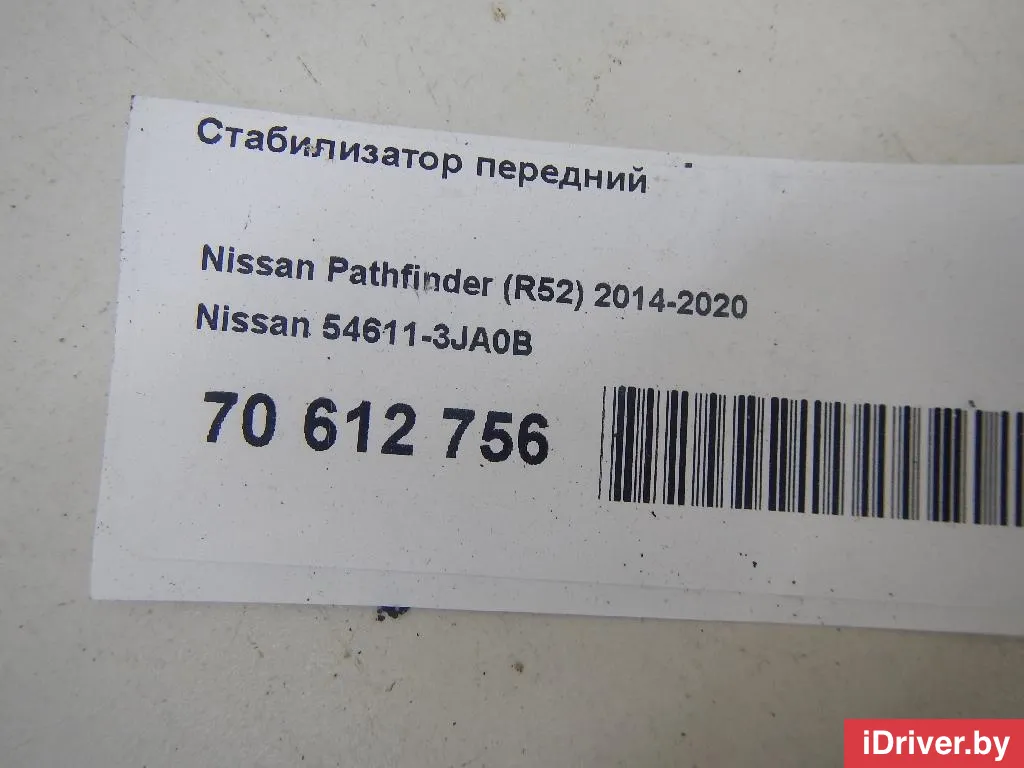 Стабилизатор передний
Nissan Pathfinder (R52) 2014-2020
Nissan 54611-3JA0B
70 612 756
iDriver.by